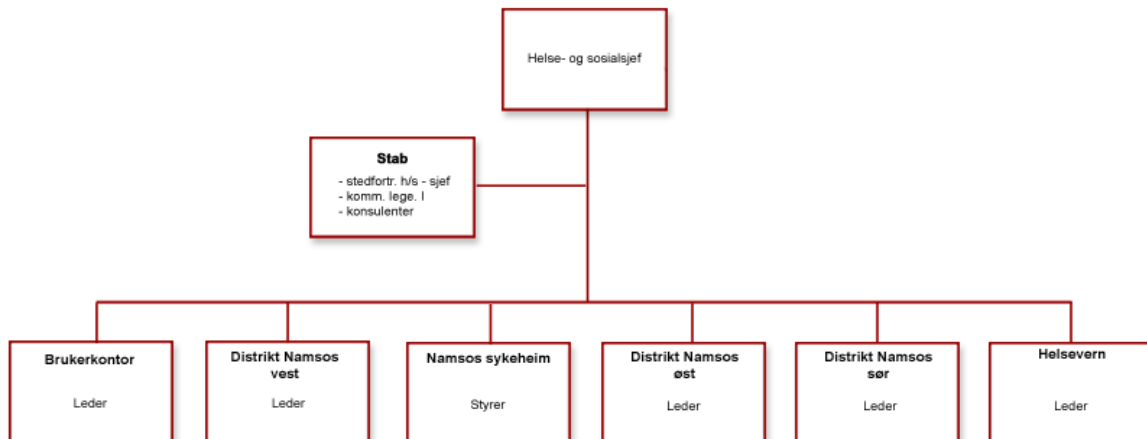 Helse- og sosialsjef
Stab
- stedfortr. h/s - sjef
- komm. lege. I
- konsulenter
Brukerkontor
Leder
Distrikt Namsos
vest
Leder
Namsos sykeheim
Styrer
Distrikt Namsos
øst
Leder
Distrikt Namsos
sør
Leder
Helsevern
Leder